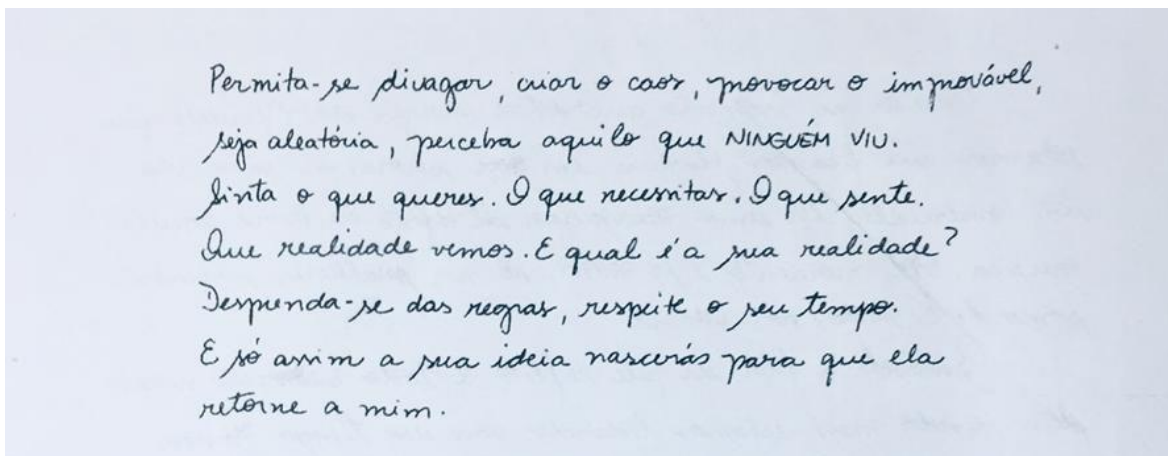 Permita-se divagar, criar o caos, provocar o improvável,
seja aleatória, perceba aquilo que NINGUÉM VIU.
Sinta o que queres. O que necessitas. O que sente.
Que realidade vemos. E qual é a sua realidade?
Desprenda-se das regras, respeite o seu tempo.
E só assim a sua ideia nascerás para que ela
retorne a mim.